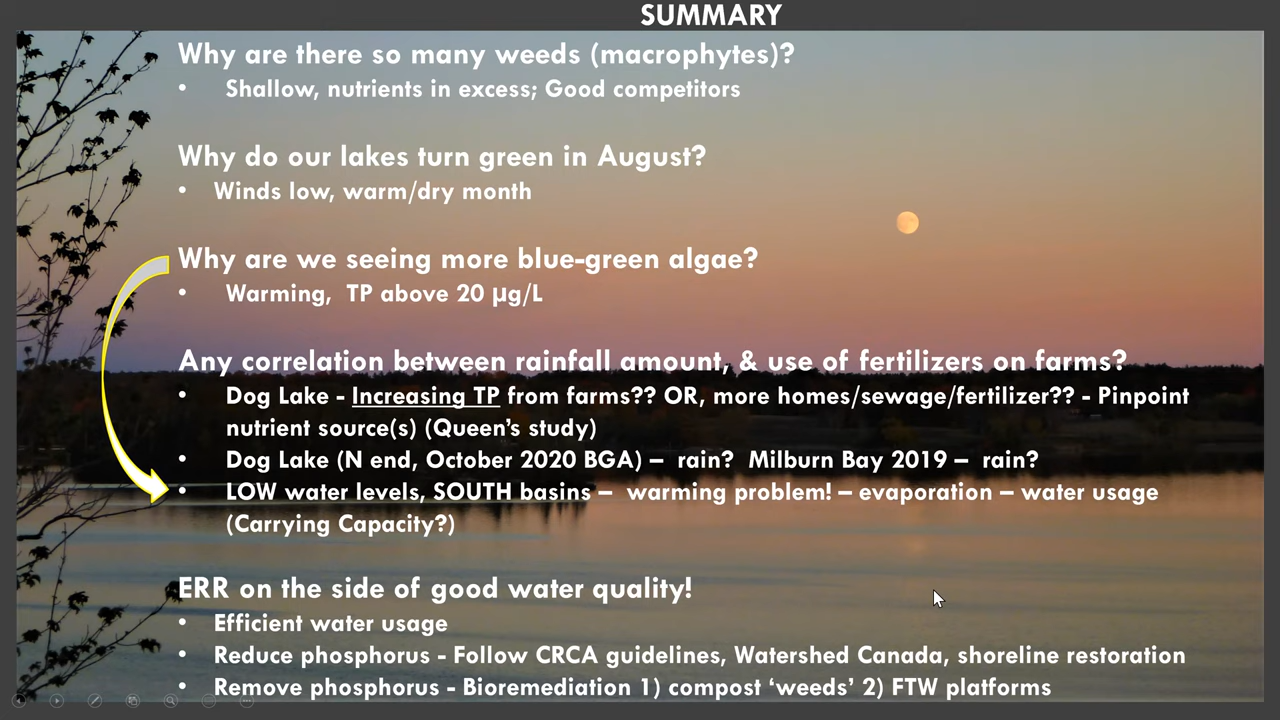 SUMMARY
Why are there so many weeds (macrophytes)?
• Shallow, nutrients in excess; Good competitors
Why do our lakes turn green in August?
• Winds low, warm/dry month
Why are we seeing more blue-green algae?
• Warming, TP above 20 µg/L
Any correlation between rainfall amount, & use of fertilizers on farms?
• Dog Lake - Increasing TP from farms?? OR, more homes/sewage/fertilizer?? - Pinpoint
nutrient source(s) (Queen's study)
• Dog Lake (N end, October 2020 BGA) – rain? Milburn Bay 2019 – rain?
• LOW water levels, SOUTH basins – warming problem! – evaporation – water usage
(Carrying Capacity?)
ERR on the side of good water quality!
• Efficient water usage
• Reduce phosphorus - Follow CRCA guidelines, Watershed Canada, shoreline restoration
• Remove phosphorus - Bioremediation 1) compost ‘weeds’ 2) FTW platforms